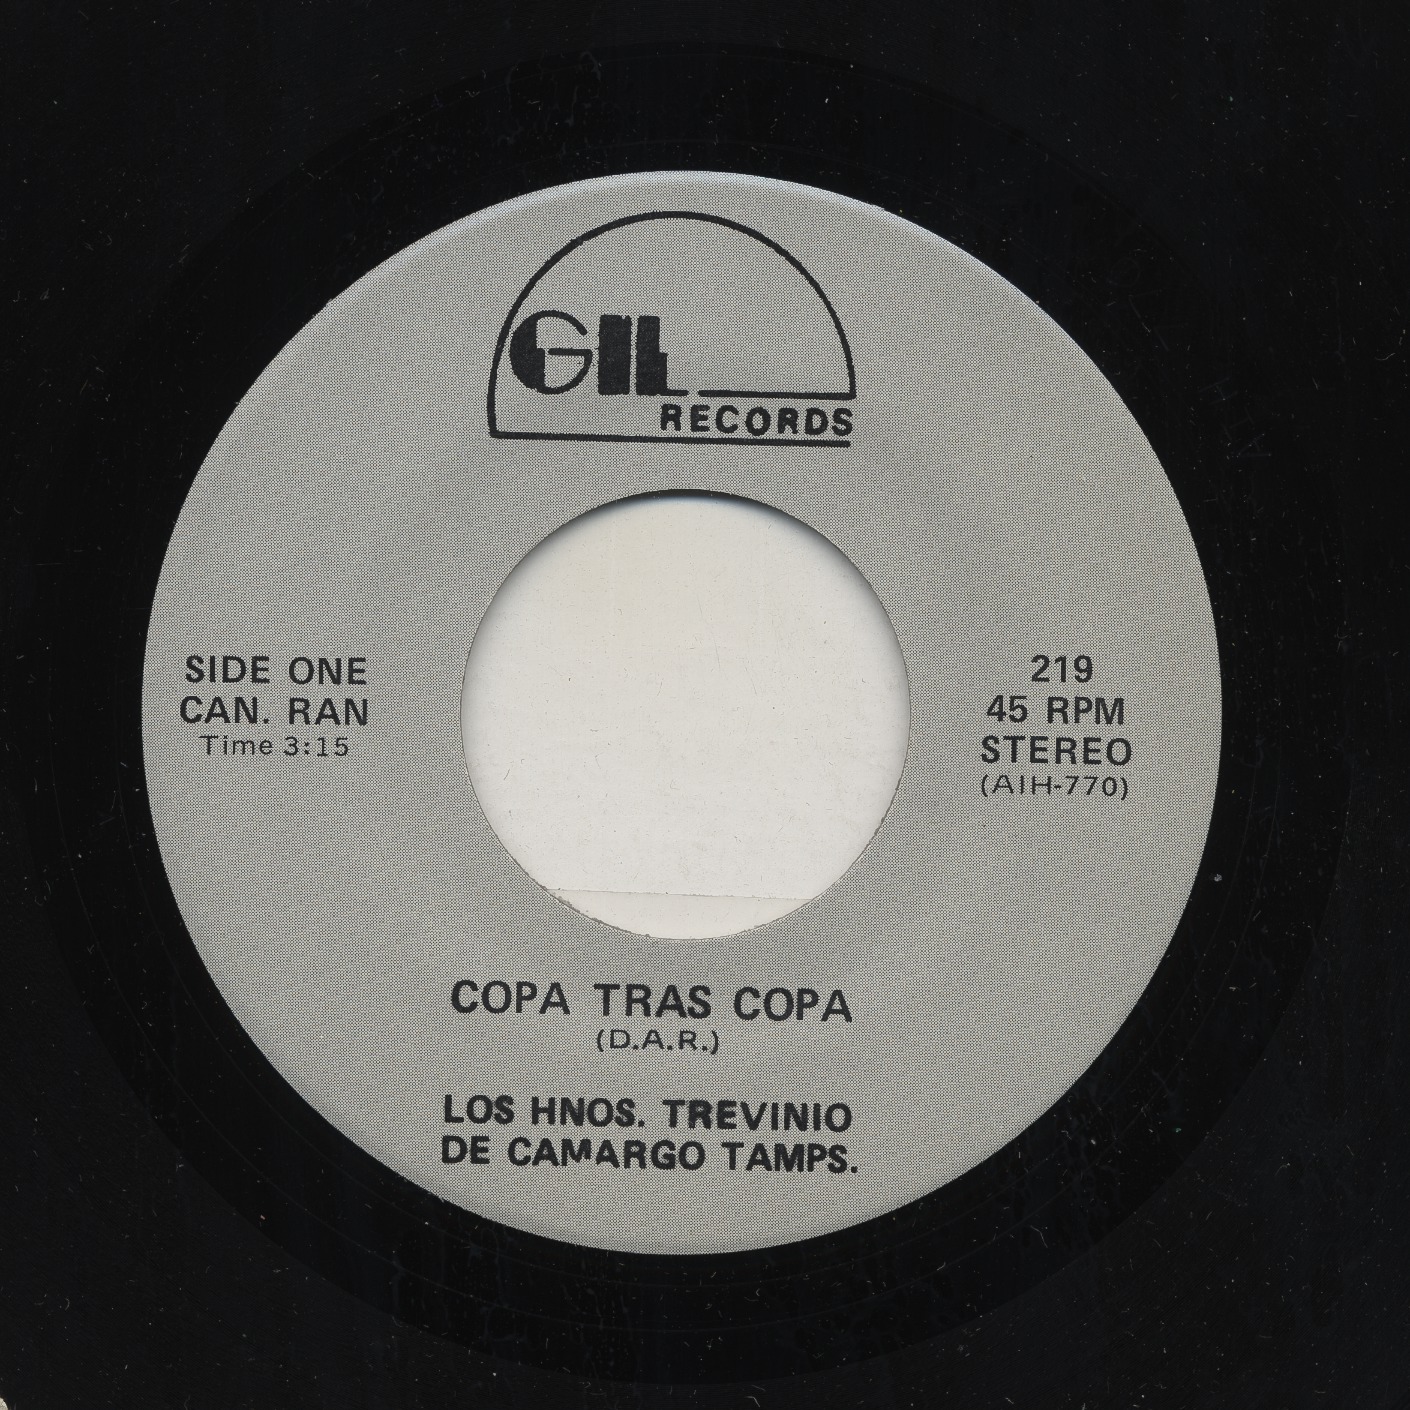 GIL
RECORDS
SIDE ONE
CAN. RAN
Time 3:15
219
45 RPM
STEREO
(AIH-770)
COPA TRAS COPA
(D.A.R.)
LOS HNOS. TREVINIO
DE CAMARGO TAMPS.